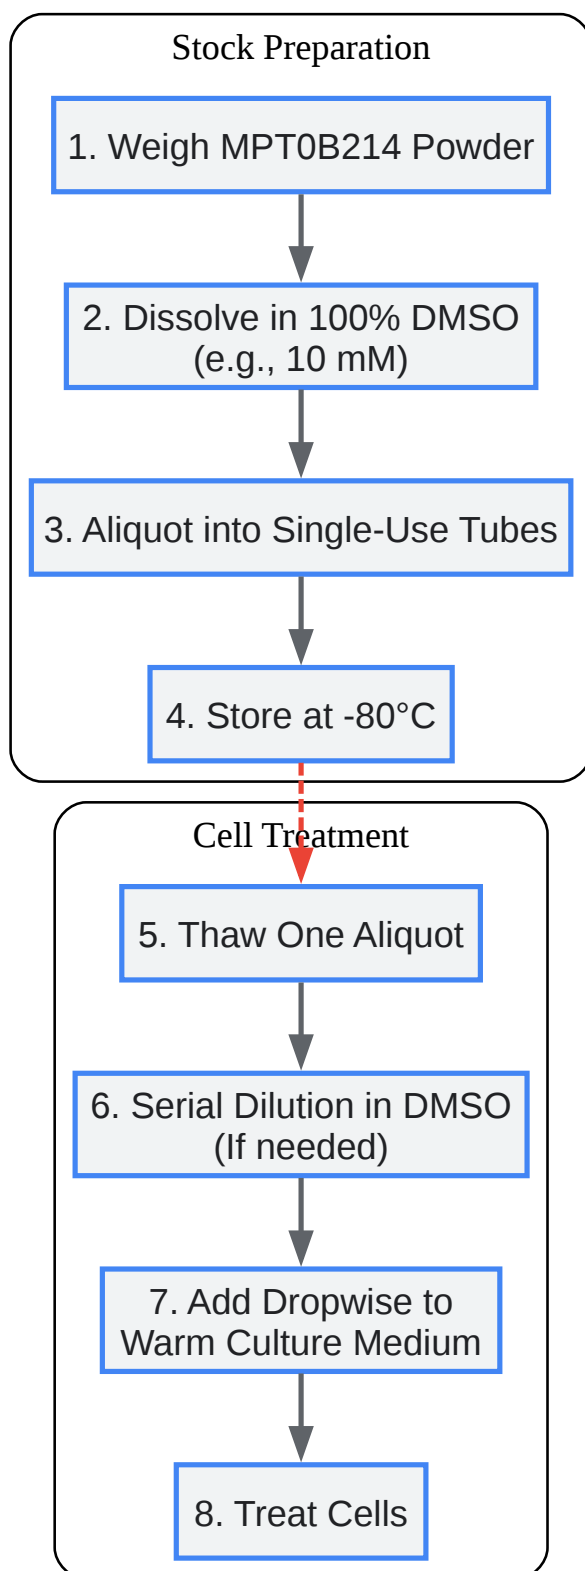 Stock Preparation
1. Weigh MPT0B214 Powder
2. Dissolve in 100% DMSO
(e.g., 10 mM)
3. Aliquot into Single-Use Tubes
4. Store at -80°C
Cell Treatment
5. Thaw One Aliquot
6. Serial Dilution in DMSO
(If needed)
7. Add Dropwise to
Warm Culture Medium
8. Treat Cells